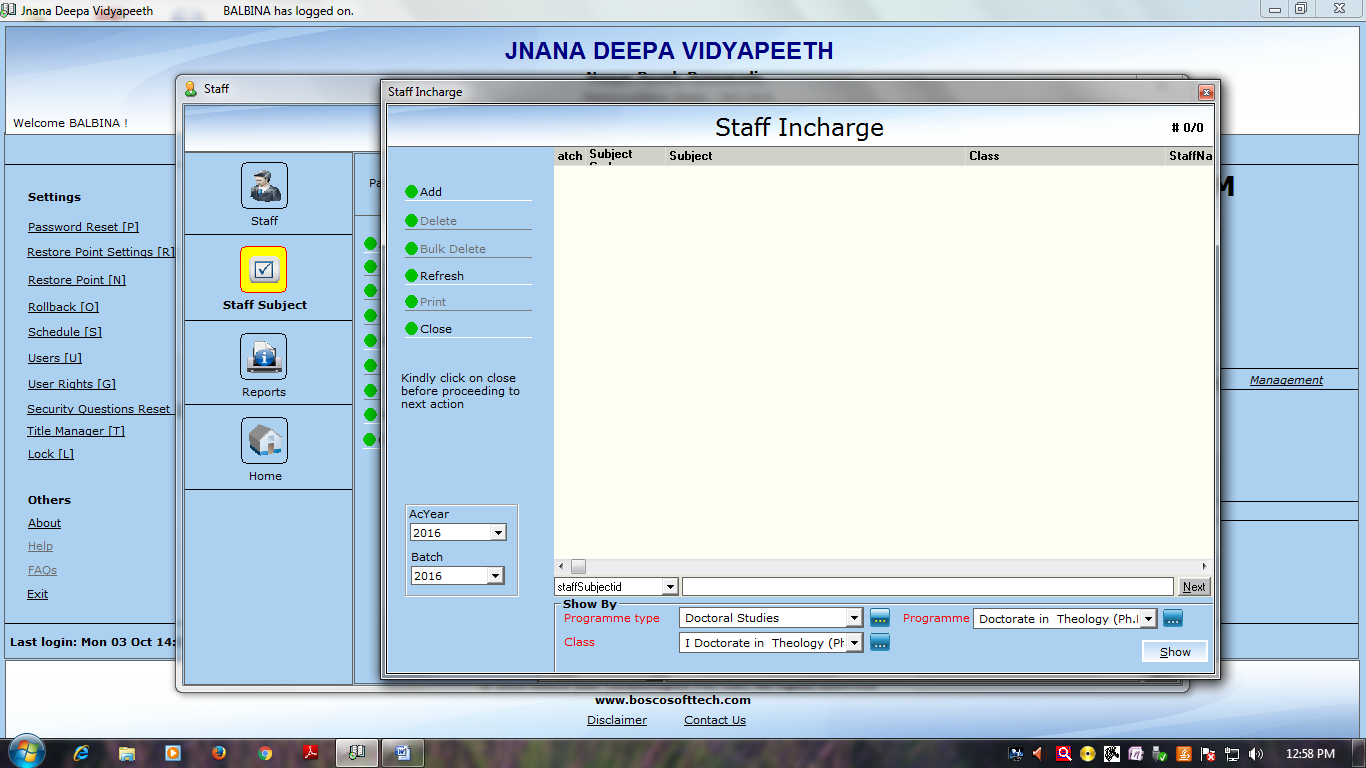 Jnana Deepa Vidyapeeth BALBINA has logged on.
JNANA DEEPA VIDYAPEETH
Welcome BALBINA !
Staff
Staff Incharge
Staff Incharge
# 0/0
Settings
Password Reset [P]
Restore Point Settings [R]
Restore Point [N]
Rollback [O]
Schedule [S]
Users [U]
User Rights [G]
Security Questions Reset
Title Manager [T]
Lock [L]
Others
About
Help
FAQs
Exit
Last login: Mon 03 Oct 14:
Staff
Staff Subject
Reports
Home
Pa
Add
Delete
Bulk Delete
Refresh
Print
Close
Kindly click on close
before proceeding to
next action
AcYear
2016
Batch
2016
atch Subject Subject Class StaffNa
staffSubjectid Next
Show By
Programme type Doctoral Studies ... Programme Doctorate in Theology (Ph.I ...
Class I Doctorate in Theology (Ph ...
Show
M
Management
www.boscosofttech.com
Disclaimer Contact Us
12:58 PM